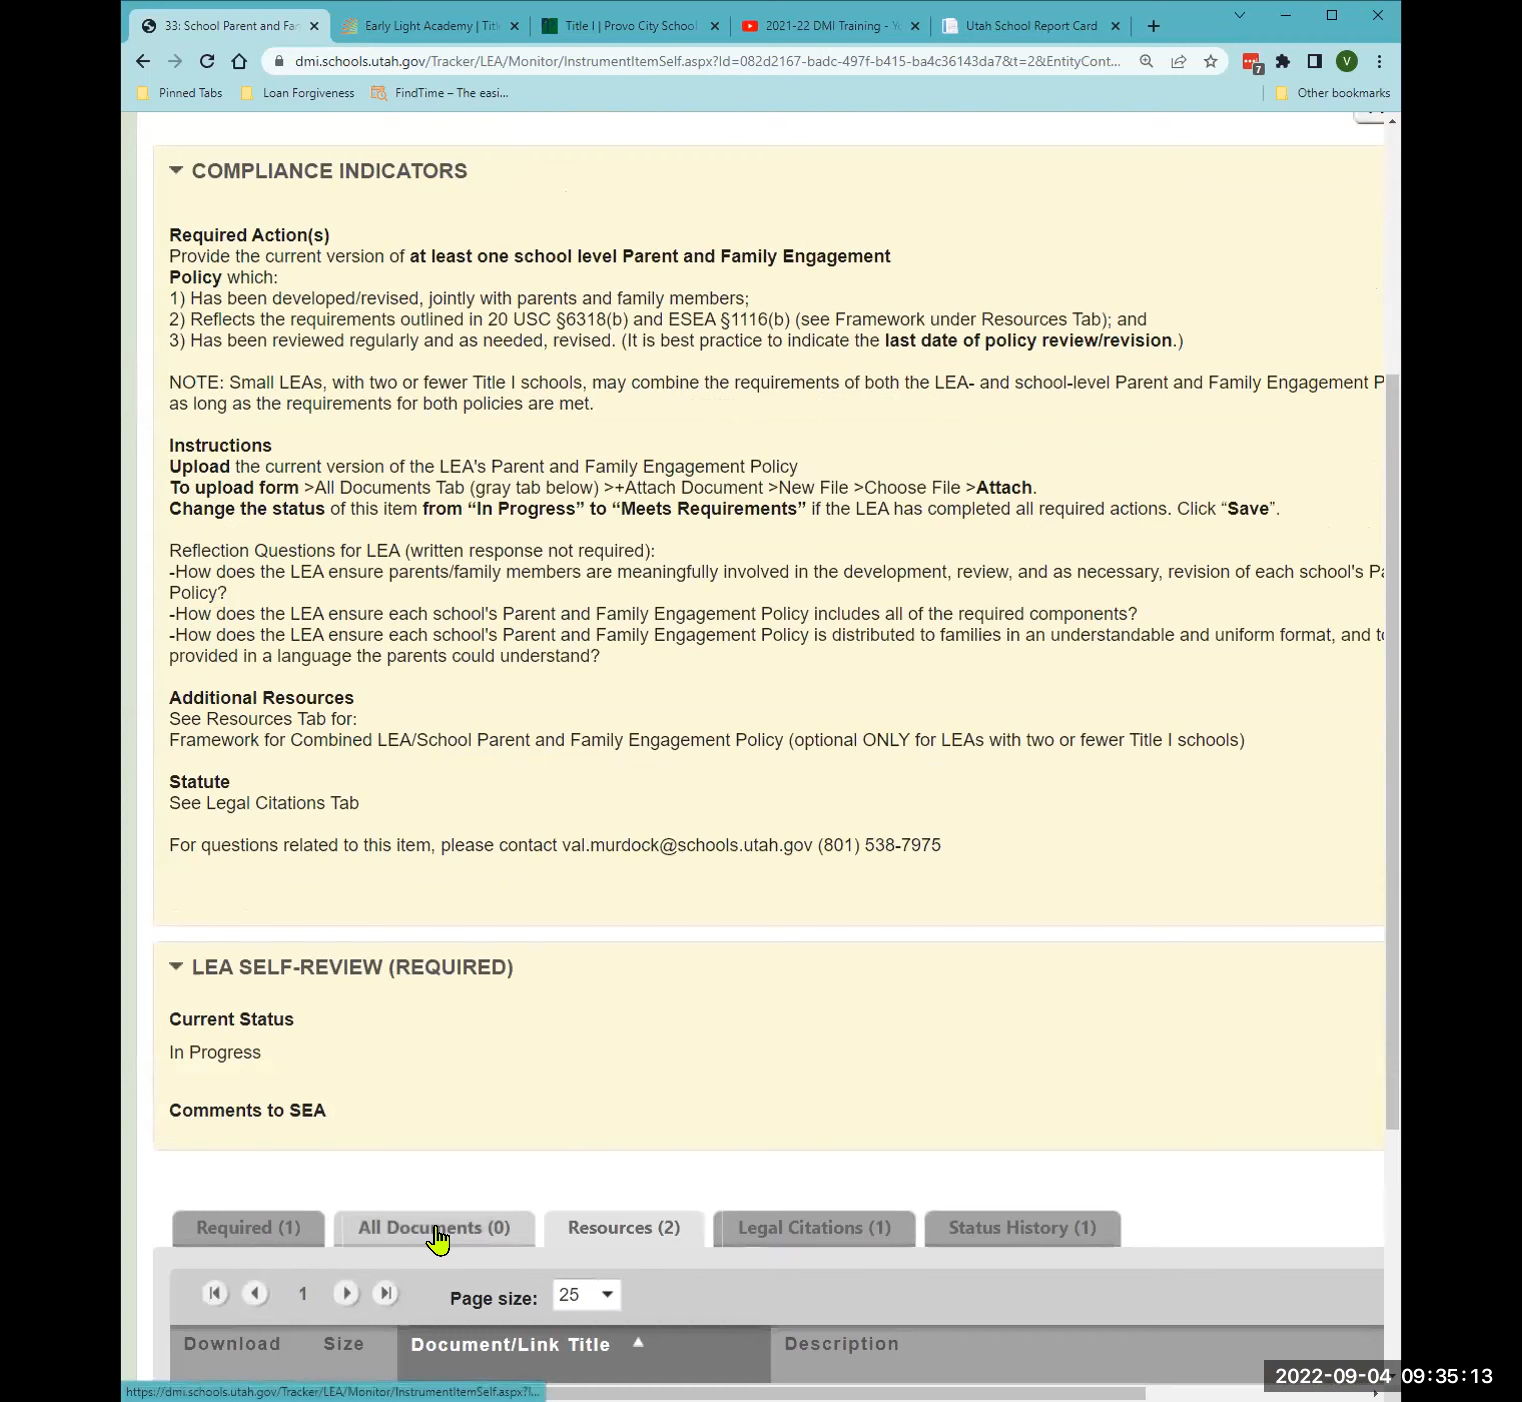 33: School Parent and Fa
Early Light Academy | Titl
Title I | Provo City School
2021-22 DMI Training - Yo
Utah School Report Card
dmi.schools.utah.gov/Tracker/LEA/Monitor/InstrumentItemSelf.aspx?Id=082d2167-badc-497f-b415-ba4c36143da7&t=2&EntityCont...
7
V
Pinned Tabs
Loan Forgiveness
FindTime – The easi...
Other bookmarks
COMPLIANCE INDICATORS
Required Action(s)
Provide the current version of at least one school level Parent and Family Engagement
Policy which:
1) Has been developed/revised, jointly with parents and family members;
2) Reflects the requirements outlined in 20 USC §6318(b) and ESEA §1116(b) (see Framework under Resources Tab); and
3) Has been reviewed regularly and as needed, revised. (It is best practice to indicate the last date of policy review/revision.)
NOTE: Small LEAs, with two or fewer Title I schools, may combine the requirements of both the LEA- and school-level Parent and Family Engagement P
as long as the requirements for both policies are met.
Instructions
Upload the current version of the LEA's Parent and Family Engagement Policy
To upload form >All Documents Tab (gray tab below) >+Attach Document >New File >Choose File >Attach.
Change the status of this item from “In Progress” to “Meets Requirements” if the LEA has completed all required actions. Click “Save”.
Reflection Questions for LEA (written response not required):
-How does the LEA ensure parents/family members are meaningfully involved in the development, review, and as necessary, revision of each school's Pa
Policy?
-How does the LEA ensure each school's Parent and Family Engagement Policy includes all of the required components?
-How does the LEA ensure each school's Parent and Family Engagement Policy is distributed to families in an understandable and uniform format, and to
provided in a language the parents could understand?
Additional Resources
See Resources Tab for:
Framework for Combined LEA/School Parent and Family Engagement Policy (optional ONLY for LEAs with two or fewer Title I schools)
Statute
See Legal Citations Tab
For questions related to this item, please contact val.murdock@schools.utah.gov (801) 538-7975
LEA SELF-REVIEW (REQUIRED)
Current Status
In Progress
Comments to SEA
Required (1)
All Documents (0)
Resources (2)
Legal Citations (1)
Status History (1)
1
Page size:
25
Download
Size
Document/Link Title
Description
2022-09-04 09:35:13
https://dmi.schools.utah.gov/Tracker/LEA/Monitor/InstrumentItemSelf.aspx?I...